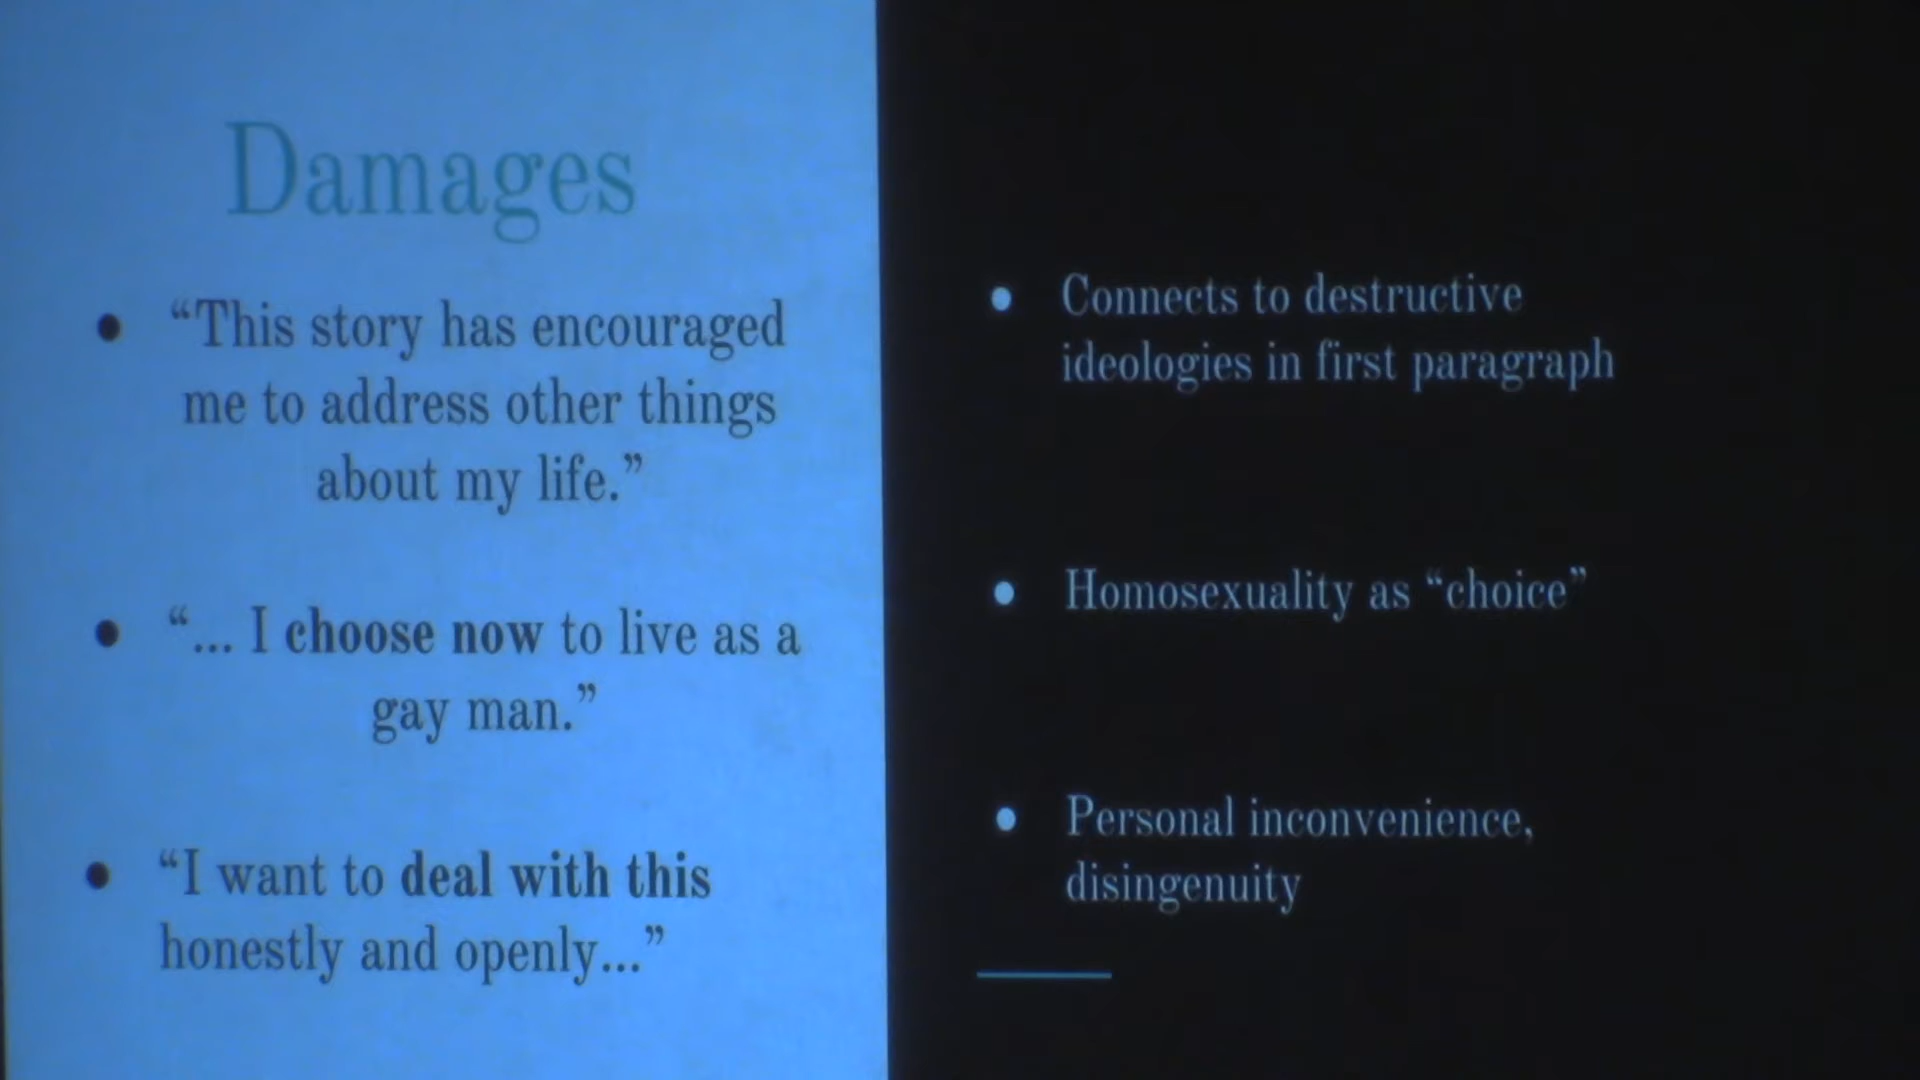 Damages
• “This story has encouraged
me to address other things
about my life.”
• “... I choose now to live as a
gay man.”
• “I want to deal with this
honestly and openly...”
• Connects to destructive
ideologies in first paragraph
• Homosexuality as “choice”
• Personal inconvenience,
disingenuity